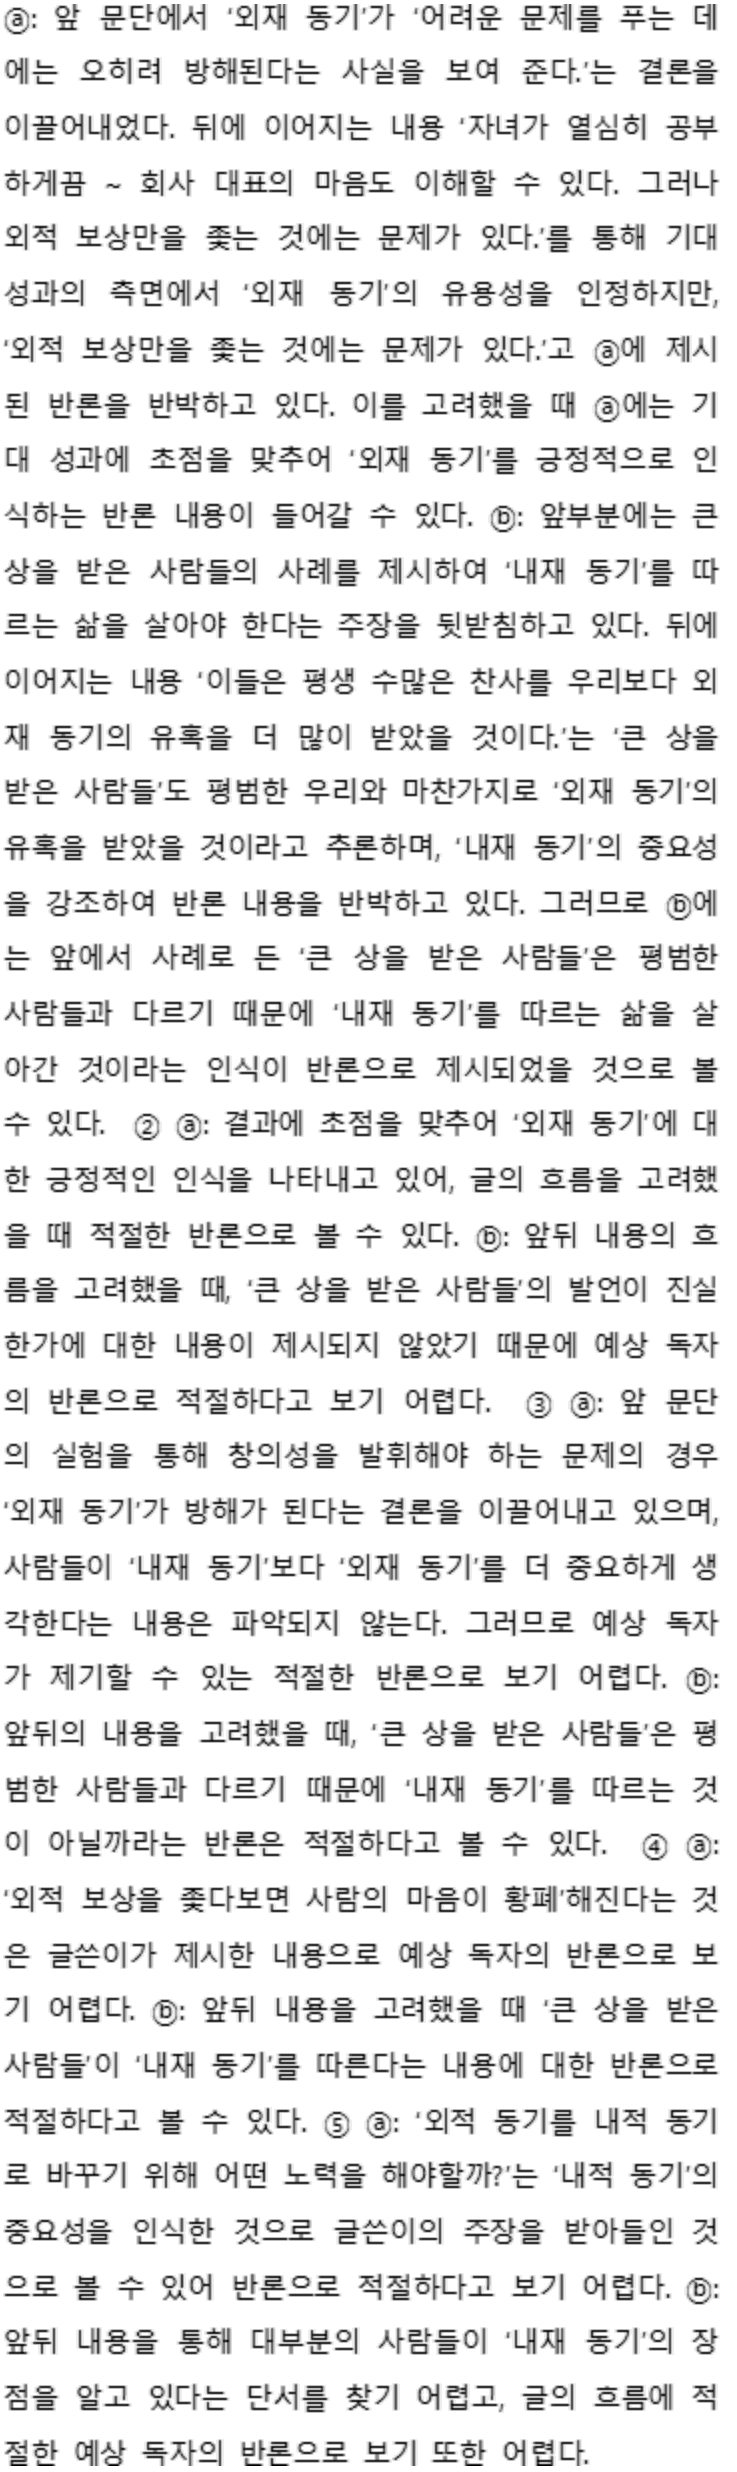 ⓐ: 앞 문단에서 ‘외재 동기’가 ‘어려운 문제를 푸는 데
에는 오히려 방해된다는 사실을 보여 준다.’는 결론을
이끌어내었다. 뒤에 이어지는 내용 ‘자녀가 열심히 공부
하게끔 ~ 회사 대표의 마음도 이해할 수 있다. 그러나
외적 보상만을 좇는 것에는 문제가 있다.’를 통해 기대
성과의 측면에서 ‘외재 동기’의 유용성을 인정하지만,
‘외적 보상만을 좇는 것에는 문제가 있다.’고 ⓐ에 제시
된 반론을 반박하고 있다. 이를 고려했을 때 ⓐ에는 기
대 성과에 초점을 맞추어 ‘외재 동기’를 긍정적으로 인
식하는 반론 내용이 들어갈 수 있다. ⓑ: 앞부분에는 큰
상을 받은 사람들의 사례를 제시하여 ‘내재 동기’를 따
르는 삶을 살아야 한다는 주장을 뒷받침하고 있다. 뒤에
이어지는 내용 ‘이들은 평생 수많은 찬사를 우리보다 외
재 동기의 유혹을 더 많이 받았을 것이다.’는 ‘큰 상을
받은 사람들’도 평범한 우리와 마찬가지로 ‘외재 동기’의
유혹을 받았을 것이라고 추론하며, ‘내재 동기’의 중요성
을 강조하여 반론 내용을 반박하고 있다. 그러므로 ⓑ에
는 앞에서 사례로 든 ‘큰 상을 받은 사람들’은 평범한
사람들과 다르기 때문에 ‘내재 동기’를 따르는 삶을 살
아간 것이라는 인식이 반론으로 제시되었을 것으로 볼
수 있다. ② ⓐ: 결과에 초점을 맞추어 ‘외재 동기’에 대
한 긍정적인 인식을 나타내고 있어, 글의 흐름을 고려했
을 때 적절한 반론으로 볼 수 있다. ⓑ: 앞뒤 내용의 흐
름을 고려했을 때, ‘큰 상을 받은 사람들’의 발언이 진실
한가에 대한 내용이 제시되지 않았기 때문에 예상 독자
의 반론으로 적절하다고 보기 어렵다. ③ ⓐ: 앞 문단
의 실험을 통해 창의성을 발휘해야 하는 문제의 경우
‘외재 동기’가 방해가 된다는 결론을 이끌어내고 있으며,
사람들이 ‘내재 동기’보다 ‘외재 동기’를 더 중요하게 생
각한다는 내용은 파악되지 않는다. 그러므로 예상 독자
가 제기할 수 있는 적절한 반론으로 보기 어렵다. ⓑ:
앞뒤의 내용을 고려했을 때, ‘큰 상을 받은 사람들’은 평
범한 사람들과 다르기 때문에 ‘내재 동기’를 따르는 것
이 아닐까라는 반론은 적절하다고 볼 수 있다. ④ ⓐ:
‘외적 보상을 좇다보면 사람의 마음이 황폐’해진다는 것
은 글쓴이가 제시한 내용으로 예상 독자의 반론으로 보
기 어렵다. ⓑ: 앞뒤 내용을 고려했을 때 ‘큰 상을 받은
사람들’이 ‘내재 동기’를 따른다는 내용에 대한 반론으로
적절하다고 볼 수 있다. ⑤ ⓐ: ‘외적 동기를 내적 동기
로 바꾸기 위해 어떤 노력을 해야할까?’는 ‘내적 동기’의
중요성을 인식한 것으로 글쓴이의 주장을 받아들인 것
으로 볼 수 있어 반론으로 적절하다고 보기 어렵다. ⓑ:
앞뒤 내용을 통해 대부분의 사람들이 ‘내재 동기’의 장
점을 알고 있다는 단서를 찾기 어렵고, 글의 흐름에 적
절한 예상 독자의 반론으로 보기 또한 어렵다.